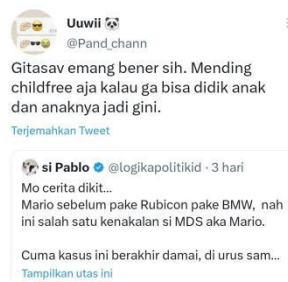 Uuwii 🐼
@Pand_chann
Gitasav emang bener sih. Mending
childfree aja kalau ga bisa didik anak
dan anaknya jadi gini.
Terjemahkan Tweet
si Pablo @logikapolitikid · 3 hari
Mo cerita dikit...
Mario sebelum pake Rubicon pake BMW, nah
ini salah satu kenakalan si MDS aka Mario.
Cuma kasus ini berakhir damai, di urus sam...
Tampilkan utas ini